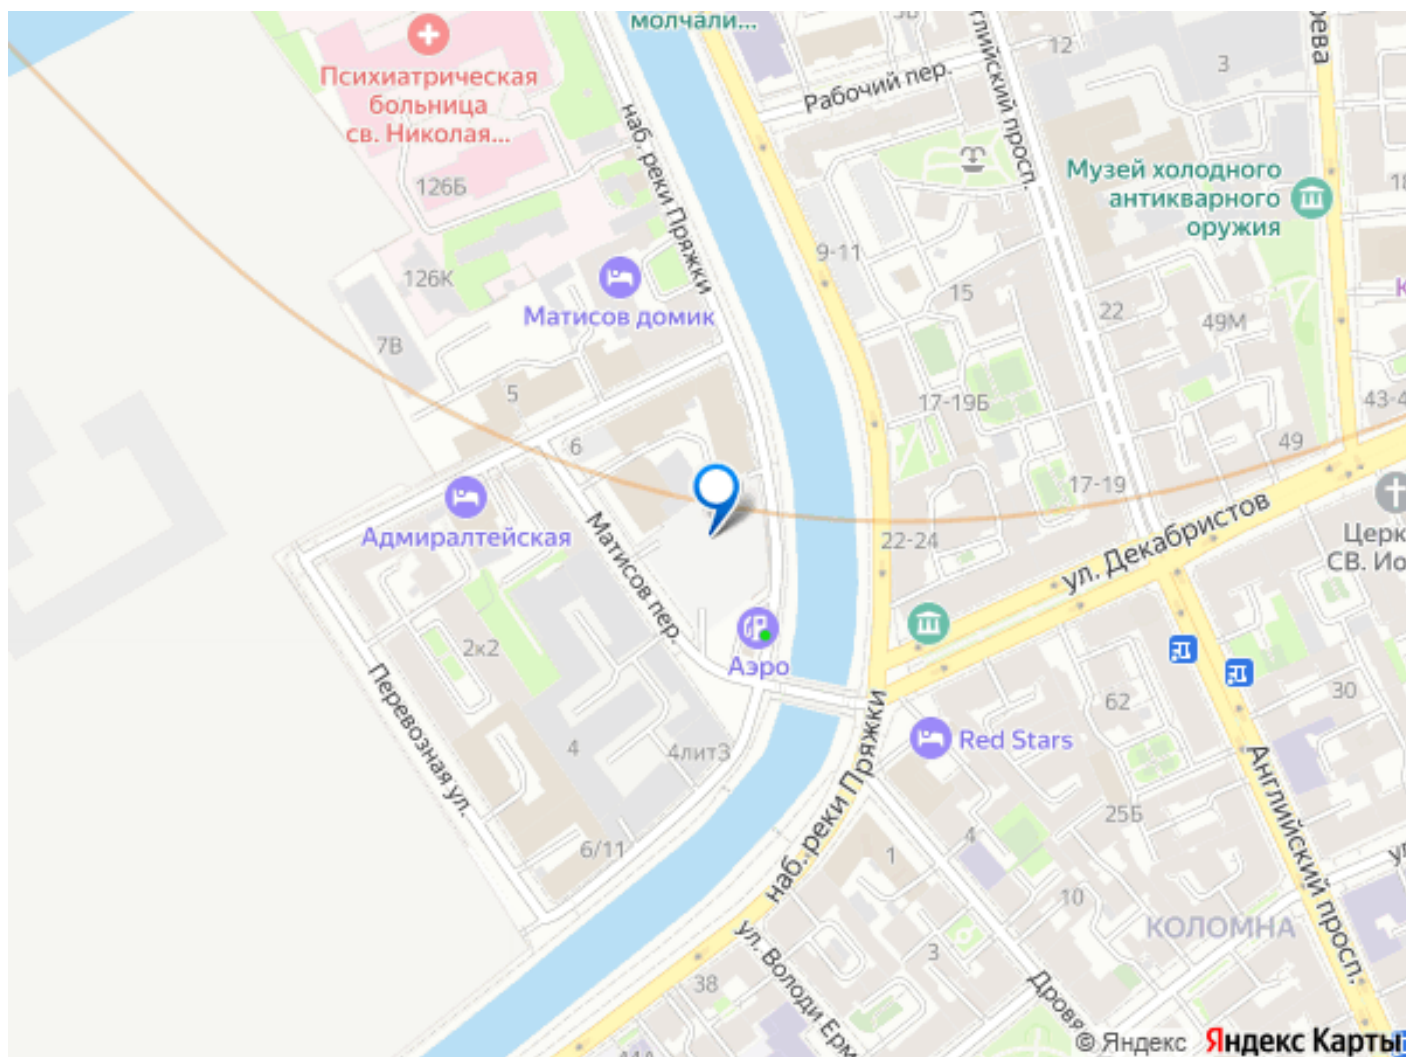 молчали...
Психиатрическая
больница
св. Николая...
126Б
126К
7В
5
6
наб. реки Пряжки
Матисов домик
Адмиралтейская
Матисов пер.
2к2
Перевозная ул.
4
4литЗ
6/11
Аэро
Рабочий пер.
12
3
Музей холодного
антикварного
оружия
18
9-11
15
22
49М
17-19Б
43-4
49
17-19
22-24
ул. Декабристов
Церк
СВ. Ио
Red Stars
62
30
25Б
4
1
10
3
38
наб. реки Пряжки
ул. Володи Ерм
Дровя
КОЛОМНА
Английский просп.
© Яндекс Яндекс Карты